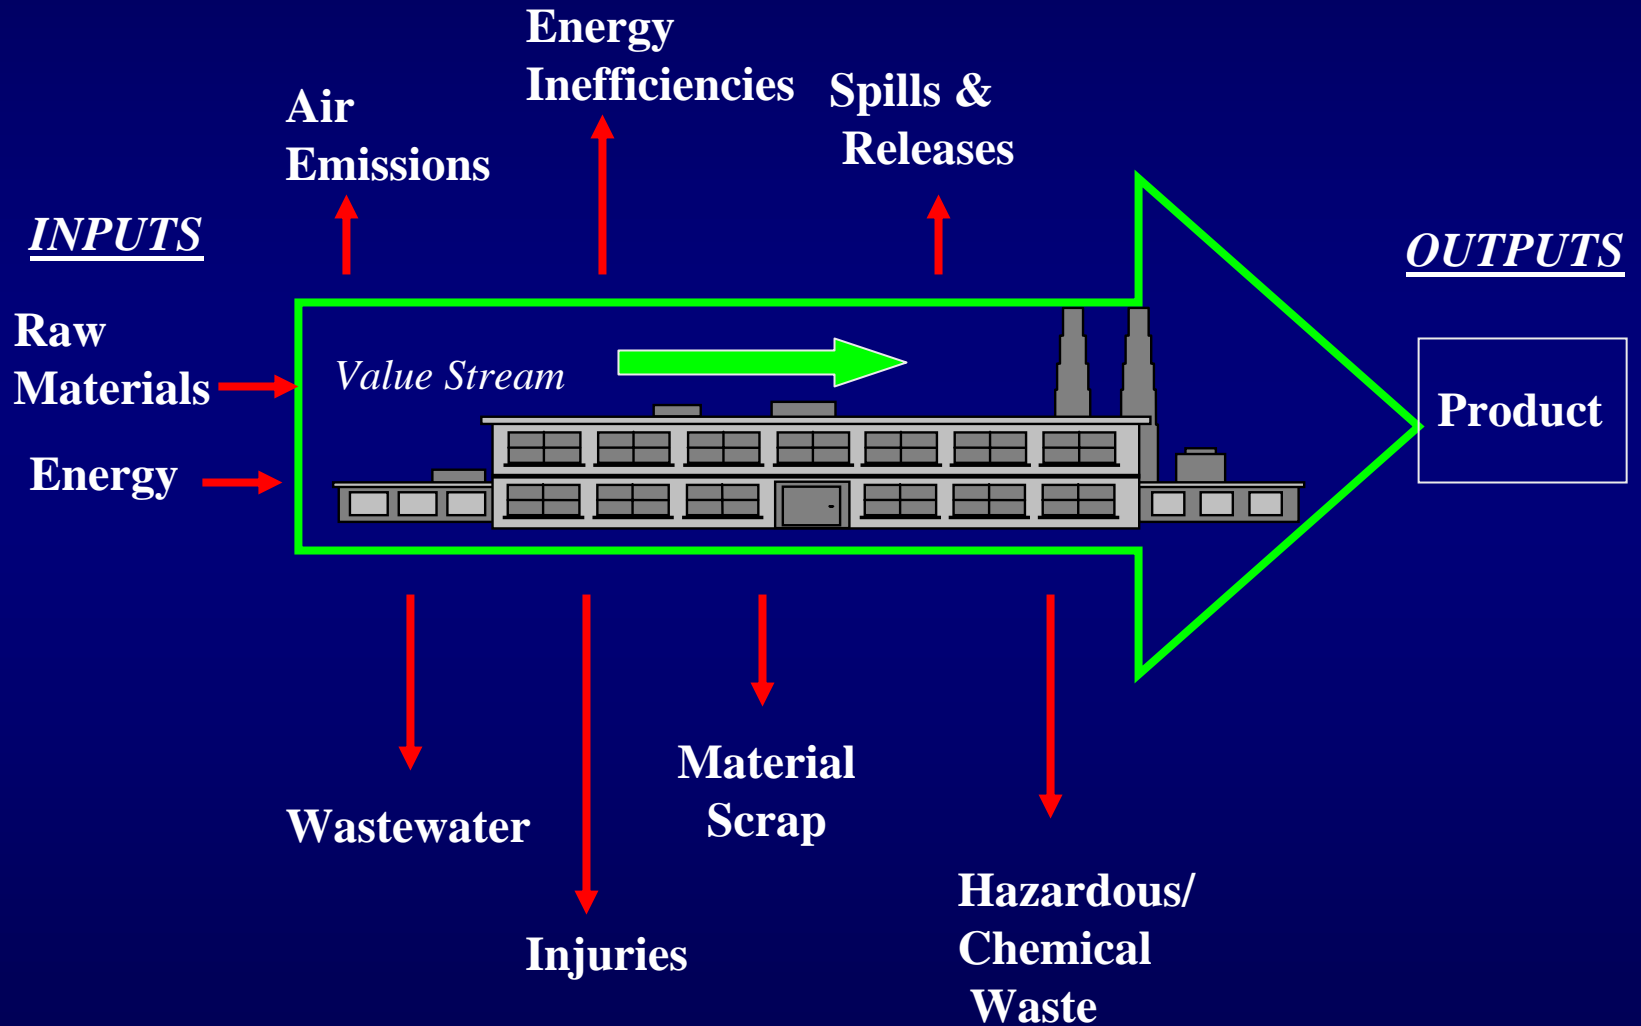 Energy
Inefficiencies
Air
Emissions
Spills &
Releases
INPUTS
OUTPUTS
Raw
Materials
Energy
Value Stream
Product
Wastewater
Injuries
Material
Scrap
Hazardous/
Chemical
Waste